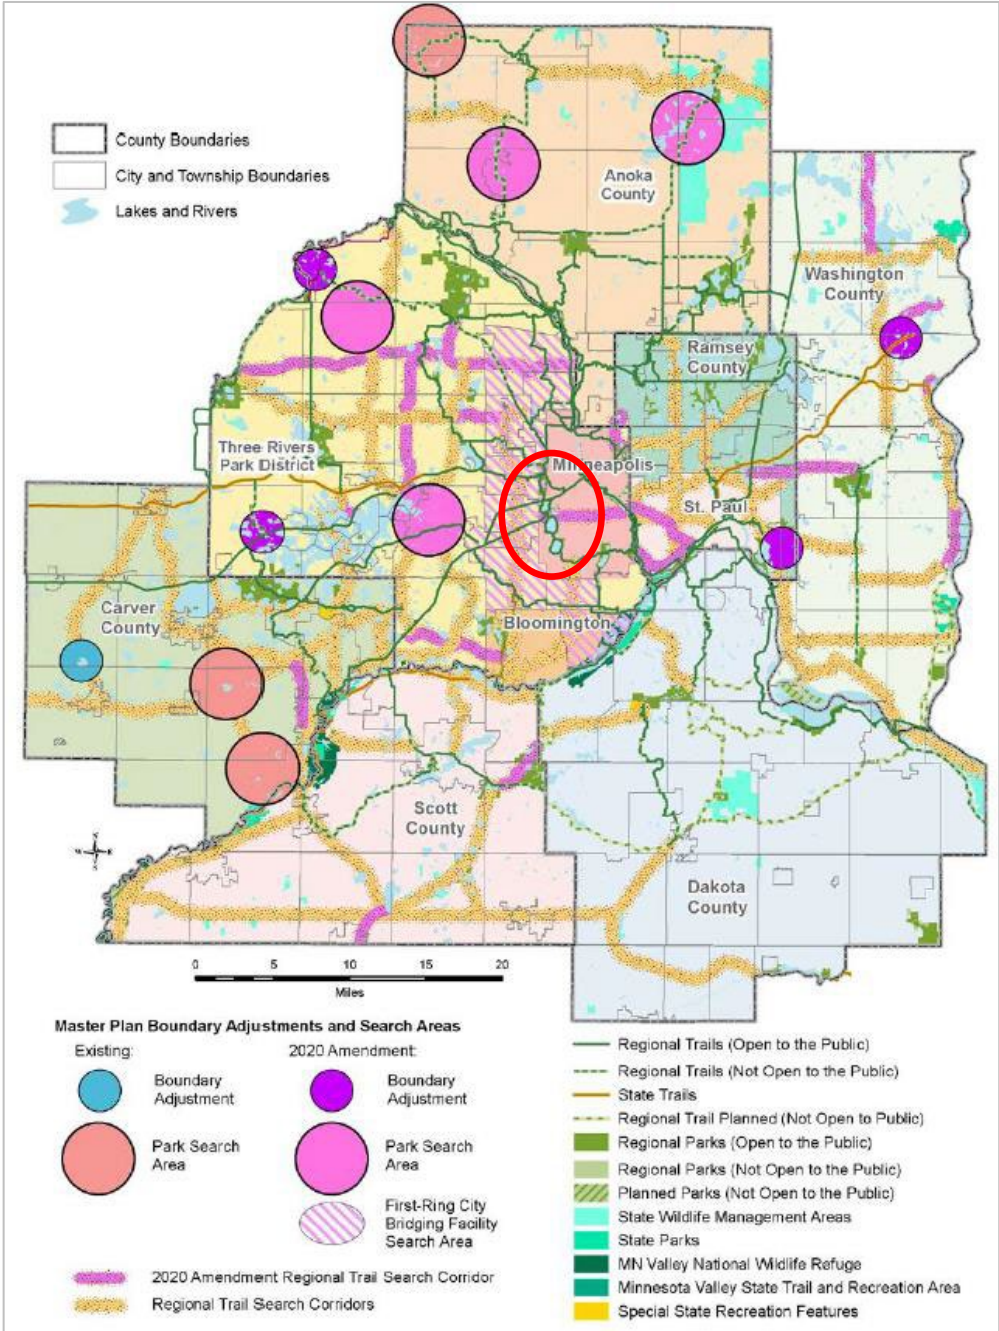 County Boundaries
City and Township Boundaries
Lakes and Rivers
Anoka
County
Washington
County
Ramsey
County
Three Rivers
Park District
Minneapolis
St. Paul
Carver
County
Bloomington
Scott
County
Dakota
County
N
W
E
S
0 5 10 15 20
Miles
Master Plan Boundary Adjustments and Search Areas
Existing:
Boundary
Adjustment
Park Search
Area
2020 Amendment:
Boundary
Adjustment
Park Search
Area
First-Ring City
Bridging Facility
Search Area
2020 Amendment Regional Trail Search Corridor
Regional Trail Search Corridors
Regional Trails (Open to the Public)
Regional Trails (Not Open to the Public)
State Trails
Regional Trail Planned (Not Open to Public)
Regional Parks (Open to the Public)
Regional Parks (Not Open to the Public)
Planned Parks (Not Open to the Public)
State Wildlife Management Areas
State Parks
MN Valley National Wildlife Refuge
Minnesota Valley State Trail and Recreation Area
Special State Recreation Features